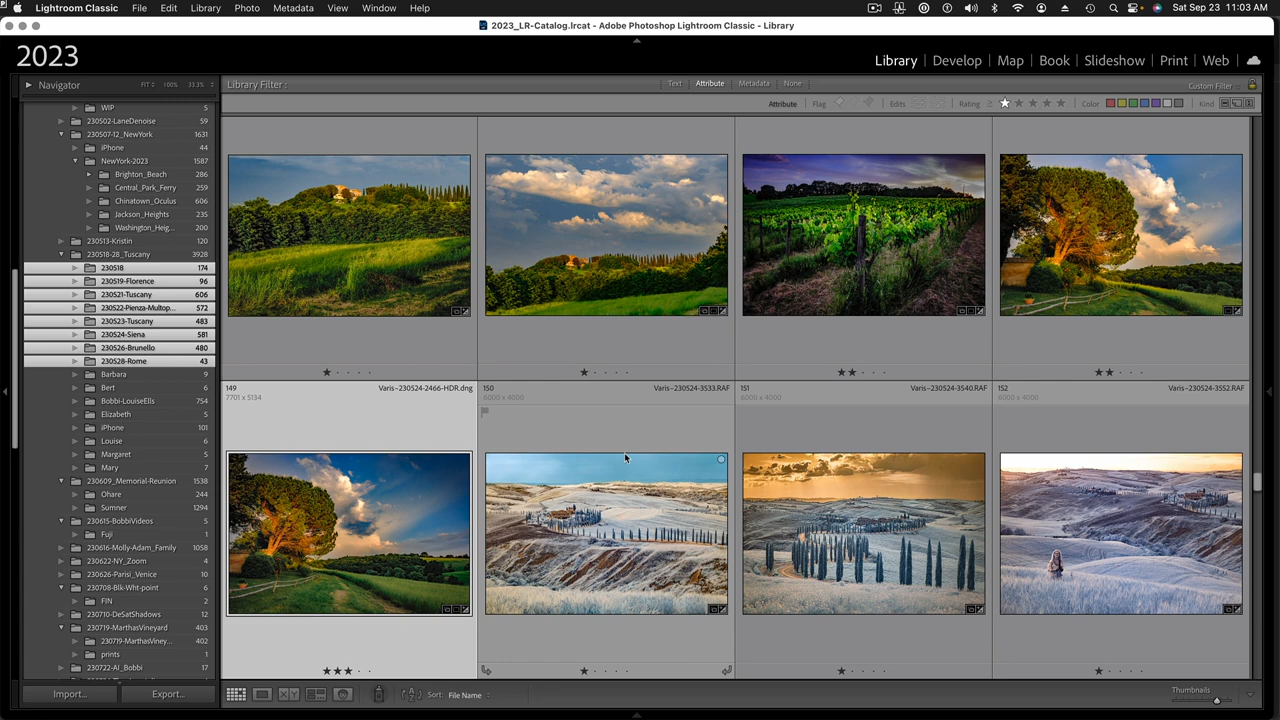 Lightroom Classic File Edit Library Photo Metadata View Window Help Sat Sep 23 11:03 AM
2023_LR-Catalog.lrcat - Adobe Photoshop Lightroom Classic - Library
2023
Library | Develop | Map | Book | Slideshow | Print | Web
Navigator FIT 100% 33.3%
Library Filter : Text Attribute Metadata None Custom Filter
Attribute Flag Edits Rating ≥ ★ ★ ★ ★ ★ Color Kind
WIP 5
230502-LaneDenoise 59
230507-12_NewYork 1631
iPhone 44
NewYork-2023 1587
Brighton_Beach 286
Central_Park_Ferry 259
Chinatown_Oculus 606
Jackson_Heights 235
Washington_Heig... 200
230513-Kristin 120
230518-28_Tuscany 3928
230518 174
230519-Florence 96
230521-Tuscany 606
230522-Pienza-Multop... 572
230523-Tuscany 483
230524-Siena 581
230526-Brunello 480
230528-Rome 43
Barbara 9
Bert 6
Bobbi-LouiseElls 754
Elizabeth 5
iPhone 101
Louise 6
Margaret 5
Mary 7
230609_Memorial-Reunion 1538
Ohare 244
Sumner 1294
230615-BobbiVideos 5
Fuji 1
230616-Molly-Adam_Family 1058
230622-NY_Zoom 4
230626-Parisi_Venice 10
230708-Blk-Wht-point 6
FIN 2
230710-DeSatShadows 12
230719-MarthasVineyard 403
230719-MarthasViney... 402
prints 1
230722-AI_Bobbi 17
149 Varis-230524-2466-HDR.dng
7701 x 5134
150 Varis-230524-3533.RAF
6000 x 4000
151 Varis-230524-3540.RAF
6000 x 4000
152 Varis-230524-3552.RAF
6000 x 4000
Import... Export...
Sort: File Name
Thumbnails